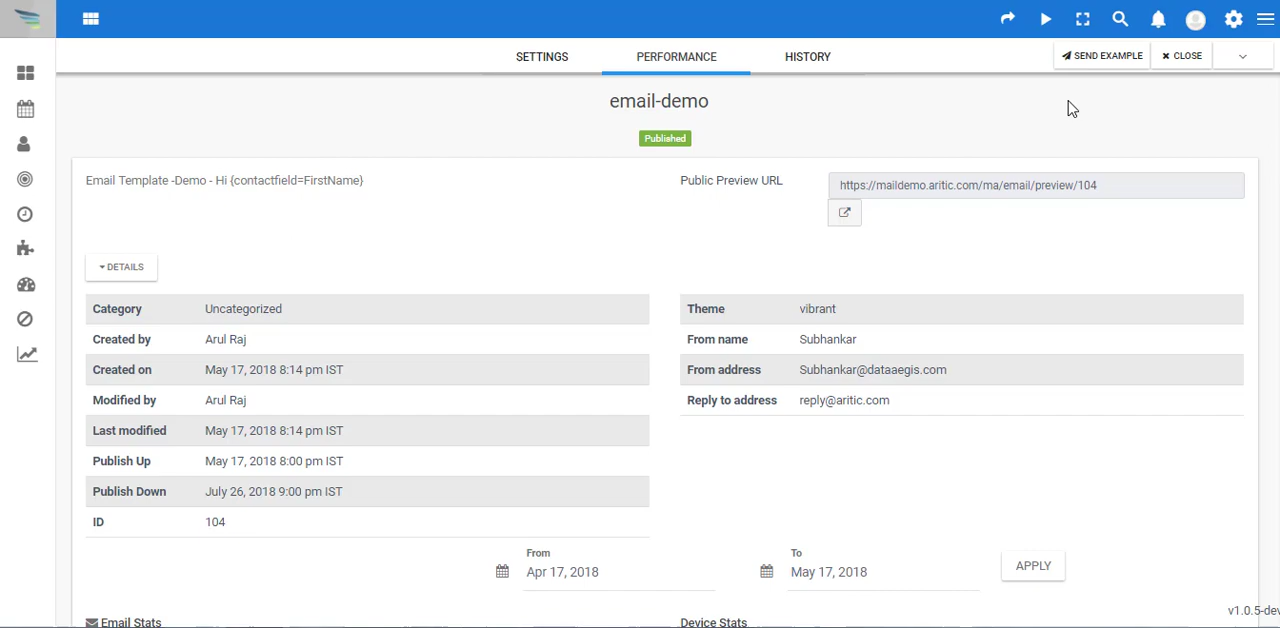 SETTINGS PERFORMANCE HISTORY SEND EXAMPLE × CLOSE
email-demo
Published
Email Template -Demo - Hi {contactfield=FirstName} Public Preview URL https://maildemo.aritic.com/ma/email/preview/104
DETAILS
Category Uncategorized Theme vibrant
Created by Arul Raj From name Subhankar
Created on May 17, 2018 8:14 pm IST From address Subhankar@dataaegis.com
Modified by Arul Raj Reply to address reply@aritic.com
Last modified May 17, 2018 8:14 pm IST
Publish Up May 17, 2018 8:00 pm IST
Publish Down July 26, 2018 9:00 pm IST
ID 104
From To
Apr 17, 2018 May 17, 2018 APPLY
v1.0.5-dev
Email Stats Device Stats